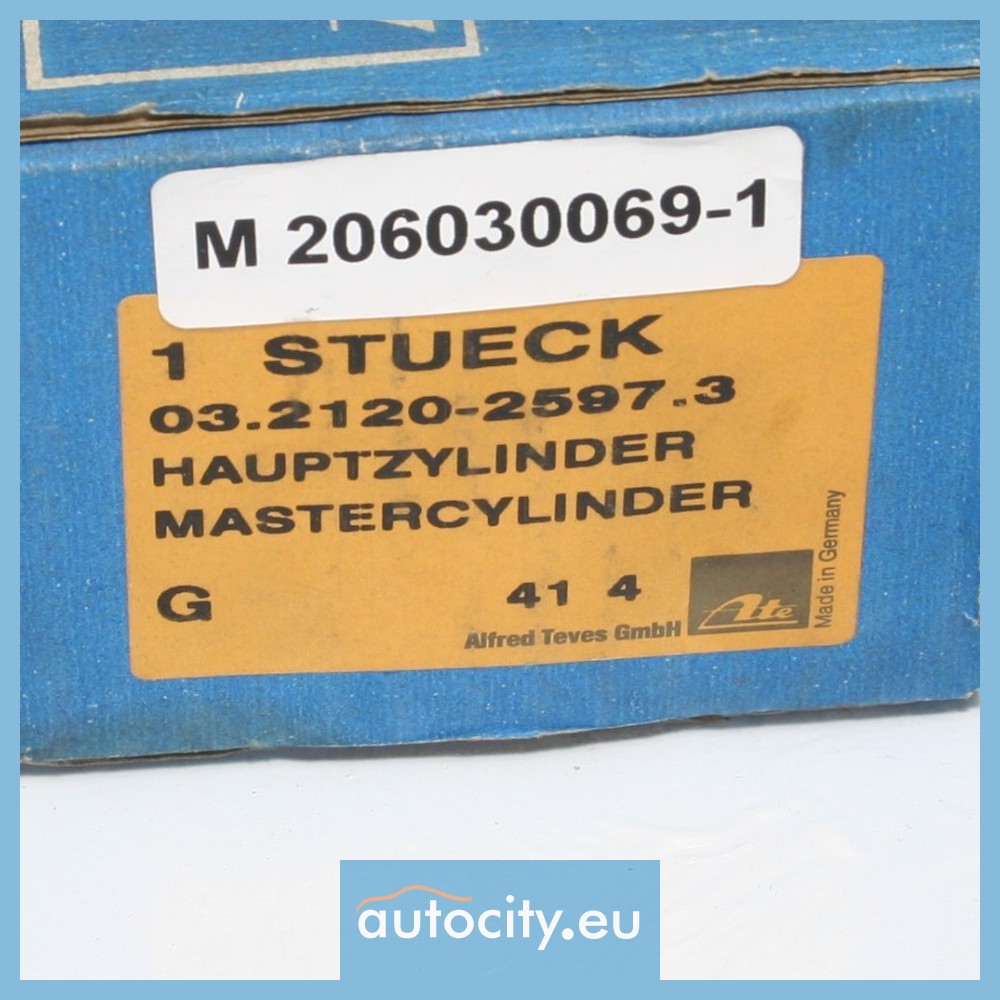 M 206030069-1
1 STUECK
03.2120-2597.3
HAUPTZYLINDER
MASTERCYLINDER
G 41 4
Alfred Teves GmbH
Ate
Made in Germany
autocity.eu